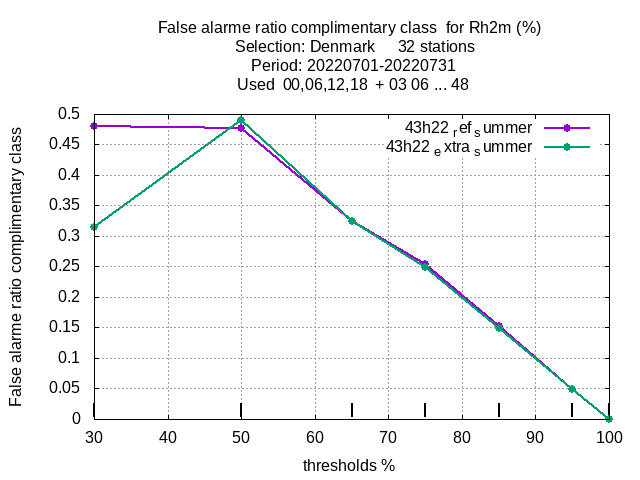 False alarme ratio complimentary class  for Rh2m (%)
Selection: Denmark     32 stations
Period: 20220701-20220731
Used  00,06,12,18  + 03 06 ... 48
43h22 ref summer
43h22 extra summer
0.5
0.45
0.4
0.35
0.3
0.25
0.2
0.15
0.1
0.05
0
False alarme ratio complimentary class
30 40 50 60 70 80 90 100
thresholds %